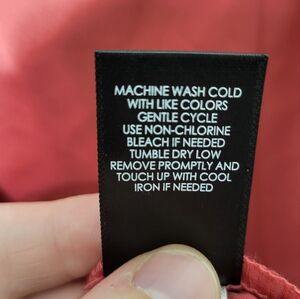 MACHINE WASH COLD
WITH LIKE COLORS
GENTLE CYCLE
USE NON-CHLORINE
BLEACH IF NEEDED
TUMBLE DRY LOW
REMOVE PROMPTLY AND
TOUCH UP WITH COOL
IRON IF NEEDED